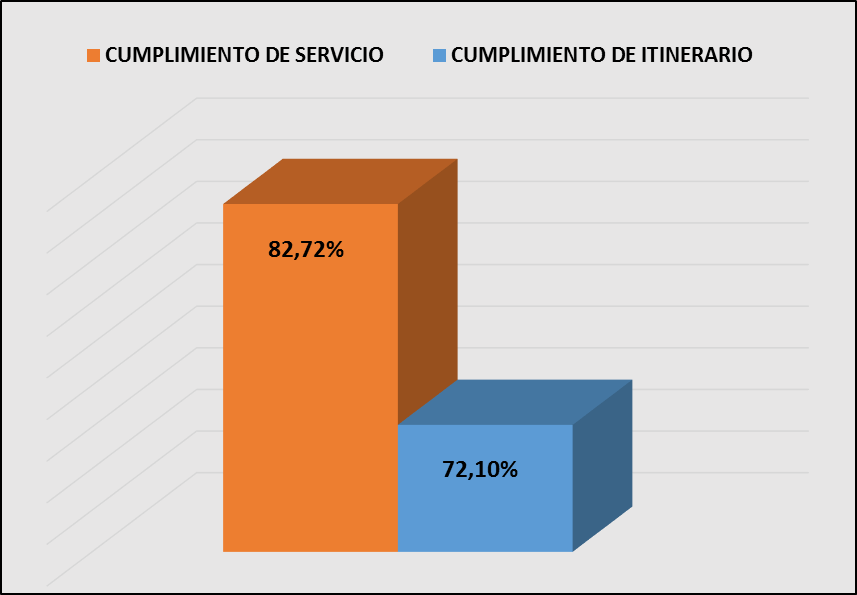 CUMPLIMIENTO DE SERVICIO CUMPLIMIENTO DE ITINERARIO
82,72%
72,10%